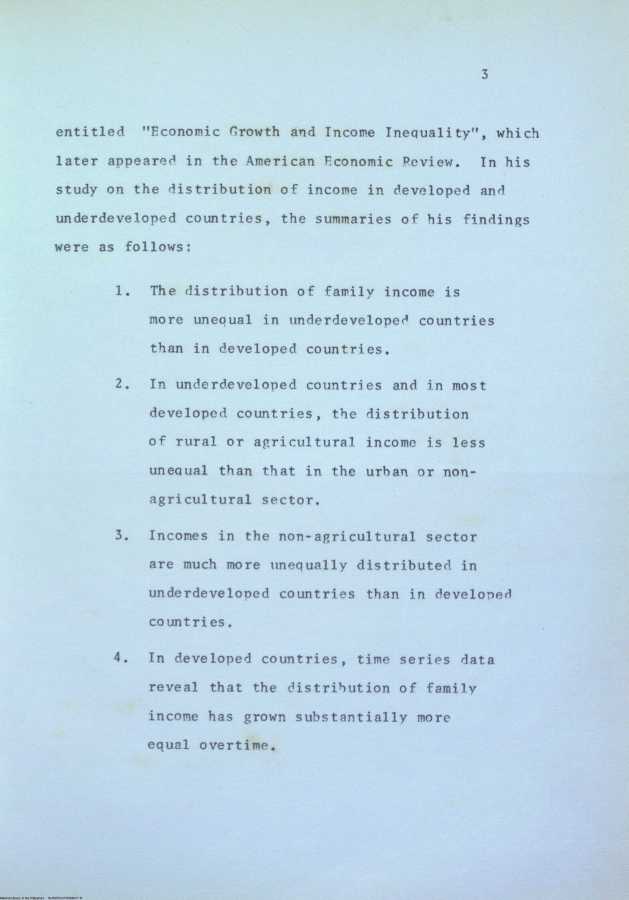 3
entitled "Economic Growth and Income Inequality", which
later appeared in the American Economic Review. In his
study on the distribution of income in developed and
underdeveloped countries, the summaries of his findings
were as follows:
1. The distribution of family income is
more unequal in underdeveloped countries
than in developed countries.
2. In underdeveloped countries and in most
developed countries, the distribution
of rural or agricultural income is less
unequal than that in the urban or non-
agricultural sector.
3. Incomes in the non-agricultural sector
are much more unequally distributed in
underdeveloped countries than in developed
countries.
4. In developed countries, time series data
reveal that the distribution of family
income has grown substantially more
equal overtime.